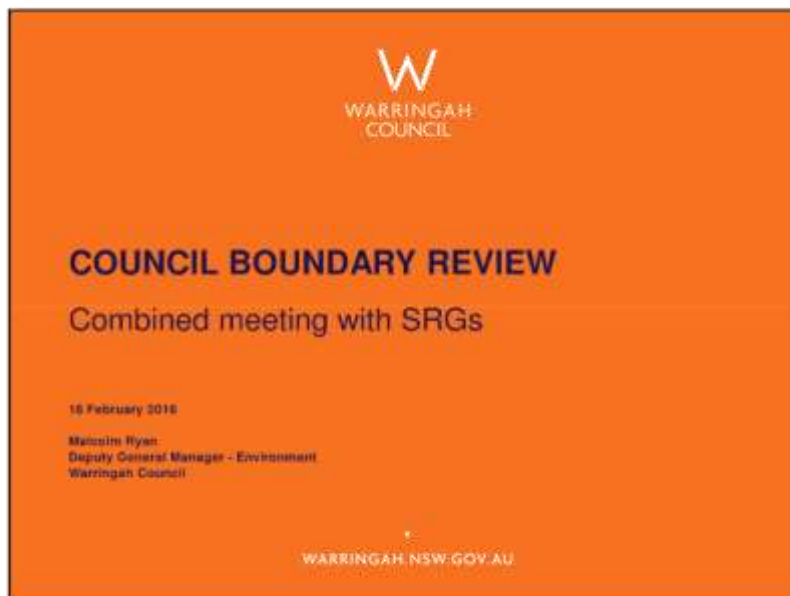 W
WARRINGAH
COUNCIL
COUNCIL BOUNDARY REVIEW
Combined meeting with SRGs
February 2016
Malcolm Ryan
Deputy General Manager - Environment
Warringah Council
WARRINGAH.NSW.GOV.AU